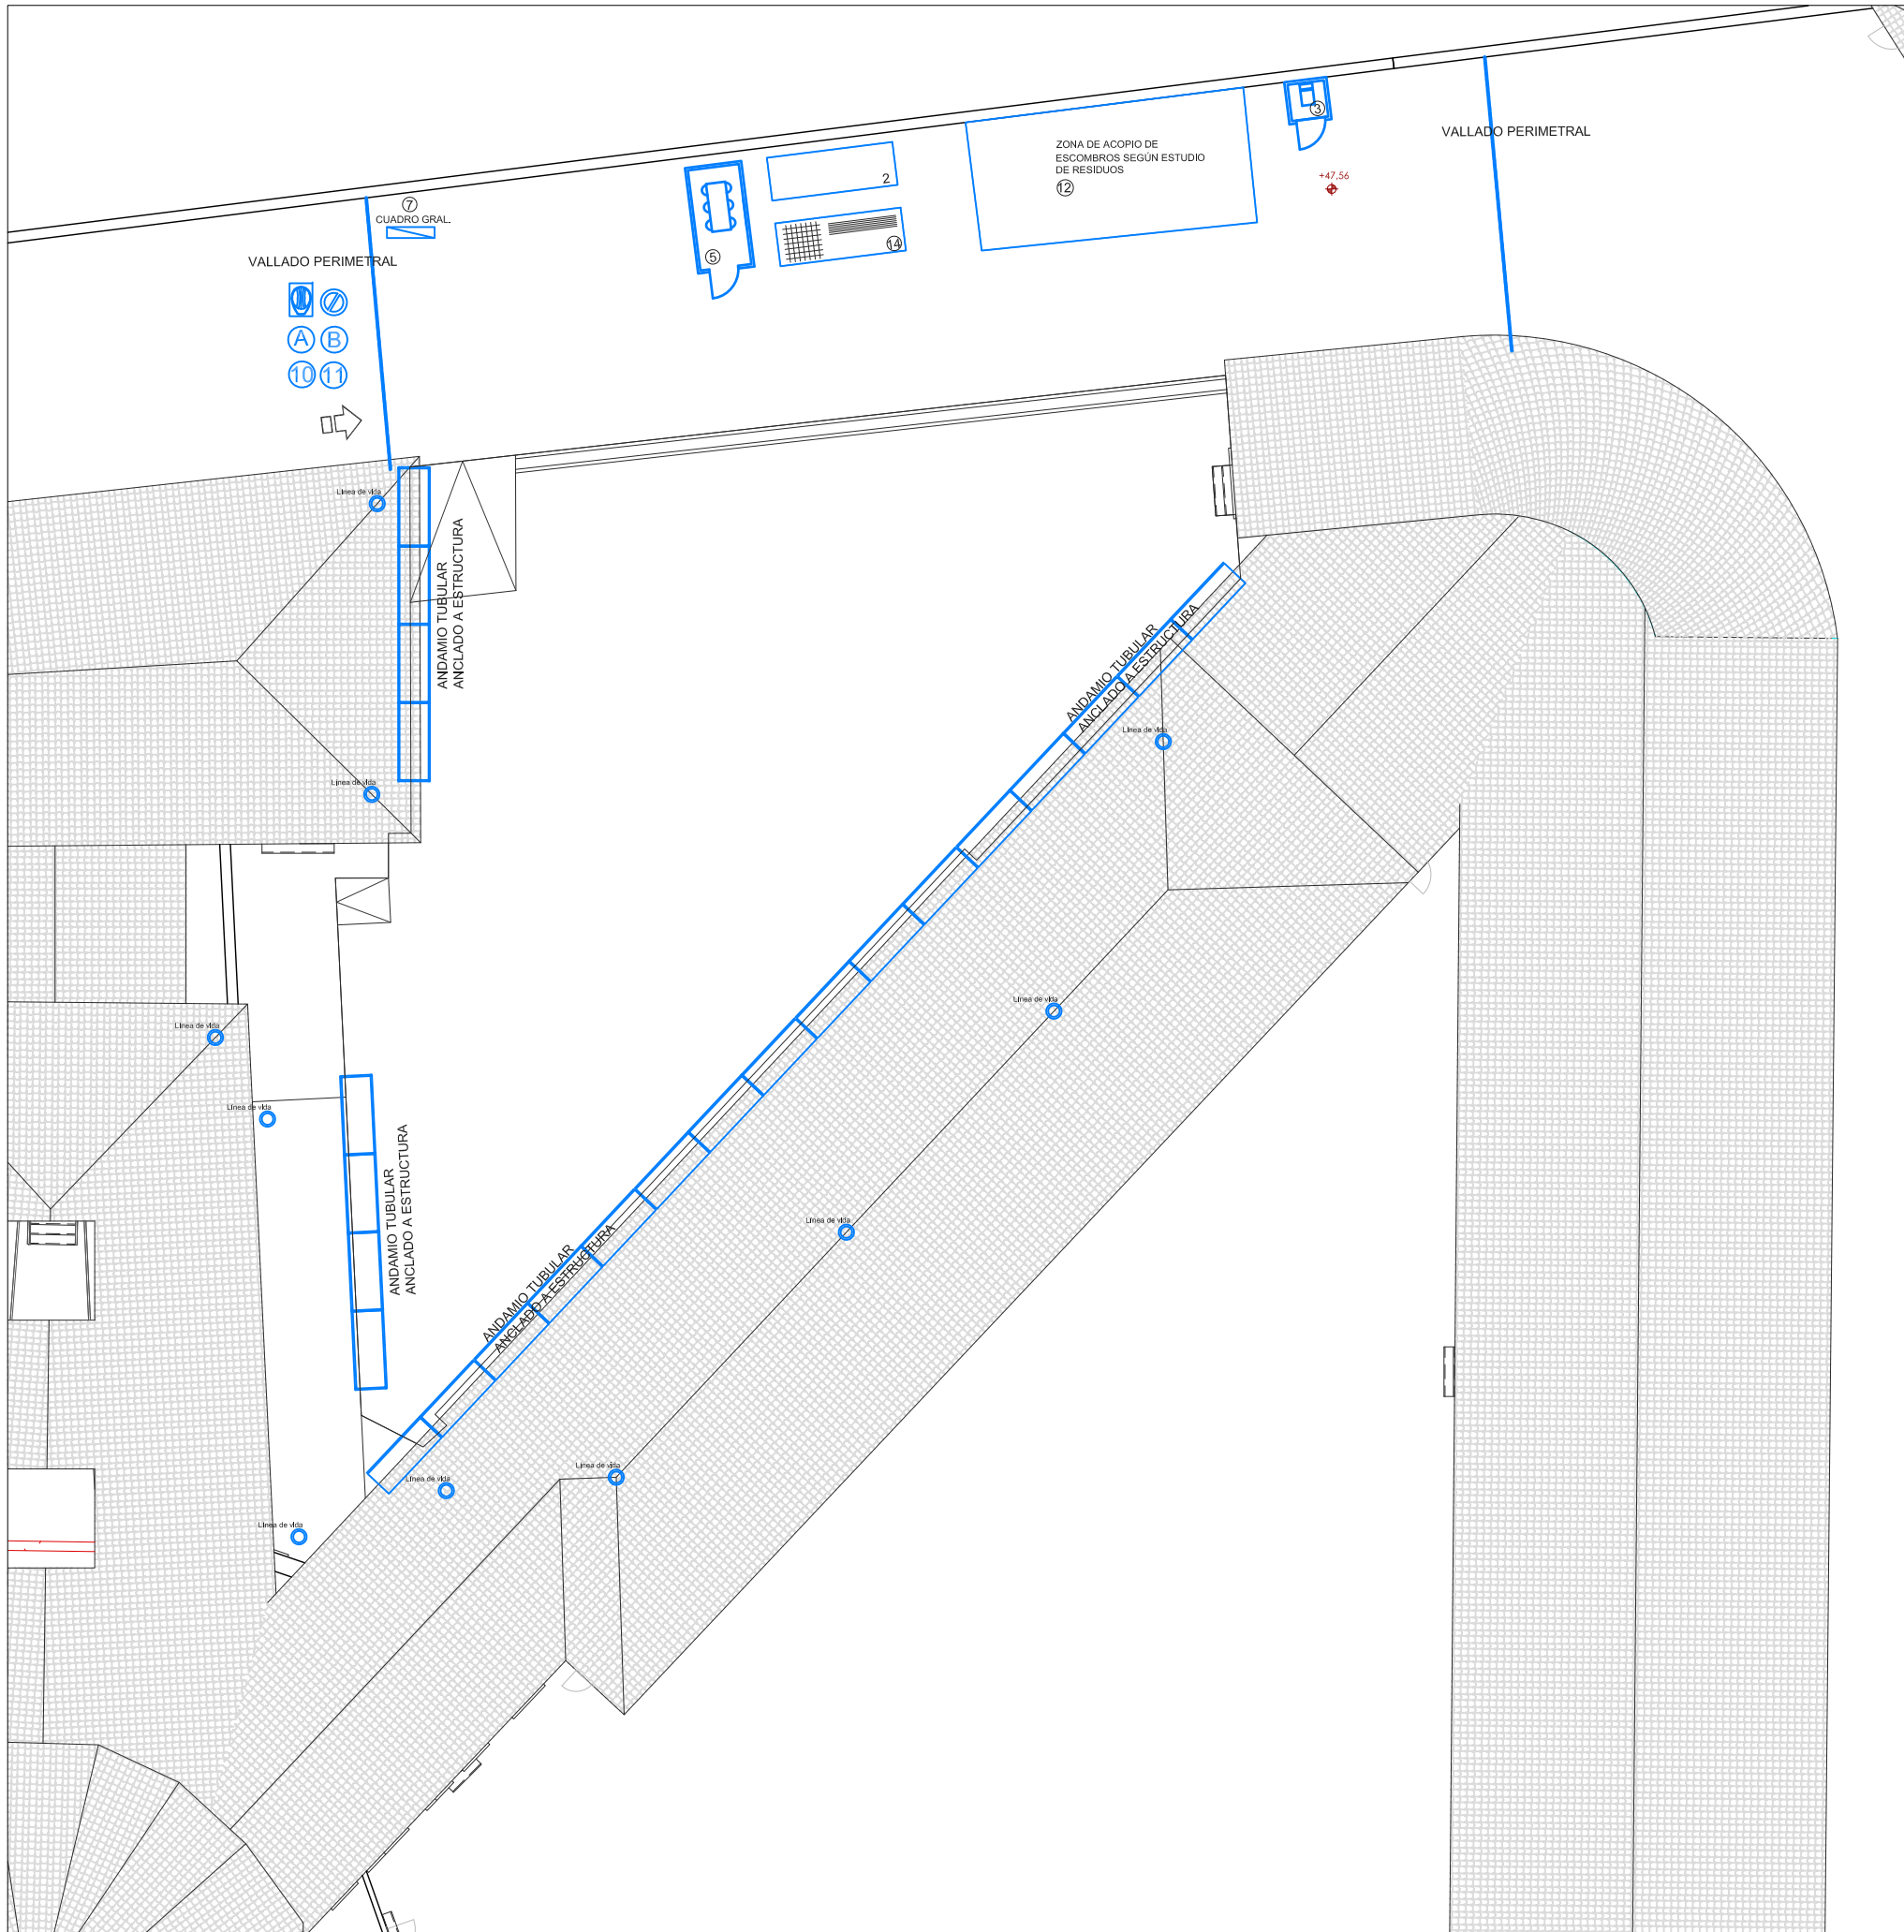 ZONA DE ACOPIO DE
ESCOMBROS SEGÚN ESTUDIO
DE RESIDUOS
12
3
VALLADO PERIMETRAL
+47,56
2
14
5
7
CUADRO GRAL.
VALLADO PERIMETRAL
A B
10 11
Línea de vida
ANDAMIO TUBULAR
ANCLADO A ESTRUCTURA
Línea de vida
ANDAMIO TUBULAR
ANCLADO A ESTRUCTURA
Línea de vida
Línea de vida
Línea de vida
Línea de vida
ANDAMIO TUBULAR
ANCLADO A ESTRUCTURA
Línea de vida
ANDAMIO TUBULAR
ANCLADO A ESTRUCTURA
Línea de vida
Línea de vida
Línea de vida